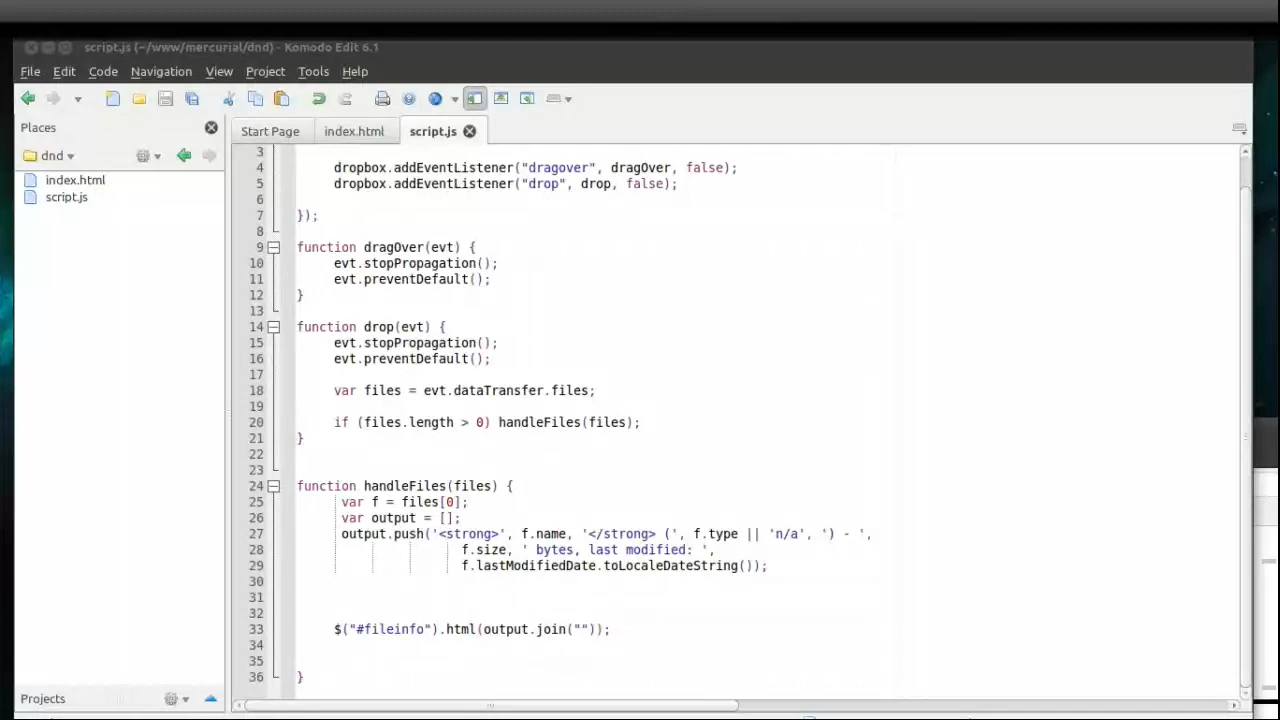 script.js (~/www/mercurial/dnd) - Komodo Edit 6.1
File Edit Code Navigation View Project Tools Help
Places
Start Page index.html script.js
dnd
index.html
script.js
3
4 dropbox.addEventListener("dragover", dragOver, false);
5 dropbox.addEventListener("drop", drop, false);
6
7 });
8
9 function dragOver(evt) {
10 evt.stopPropagation();
11 evt.preventDefault();
12 }
13
14 function drop(evt) {
15 evt.stopPropagation();
16 evt.preventDefault();
17
18 var files = evt.dataTransfer.files;
19
20 if (files.length > 0) handleFiles(files);
21 }
22
23
24 function handleFiles(files) {
25 var f = files[0];
26 var output = [];
27 output.push('<strong>', f.name, '</strong> (', f.type || 'n/a', ') - ',
28 f.size, ' bytes, last modified: ',
29 f.lastModifiedDate.toLocaleDateString());
30
31
32
33 $("#fileinfo").html(output.join(""));
34
35
36 }
Projects